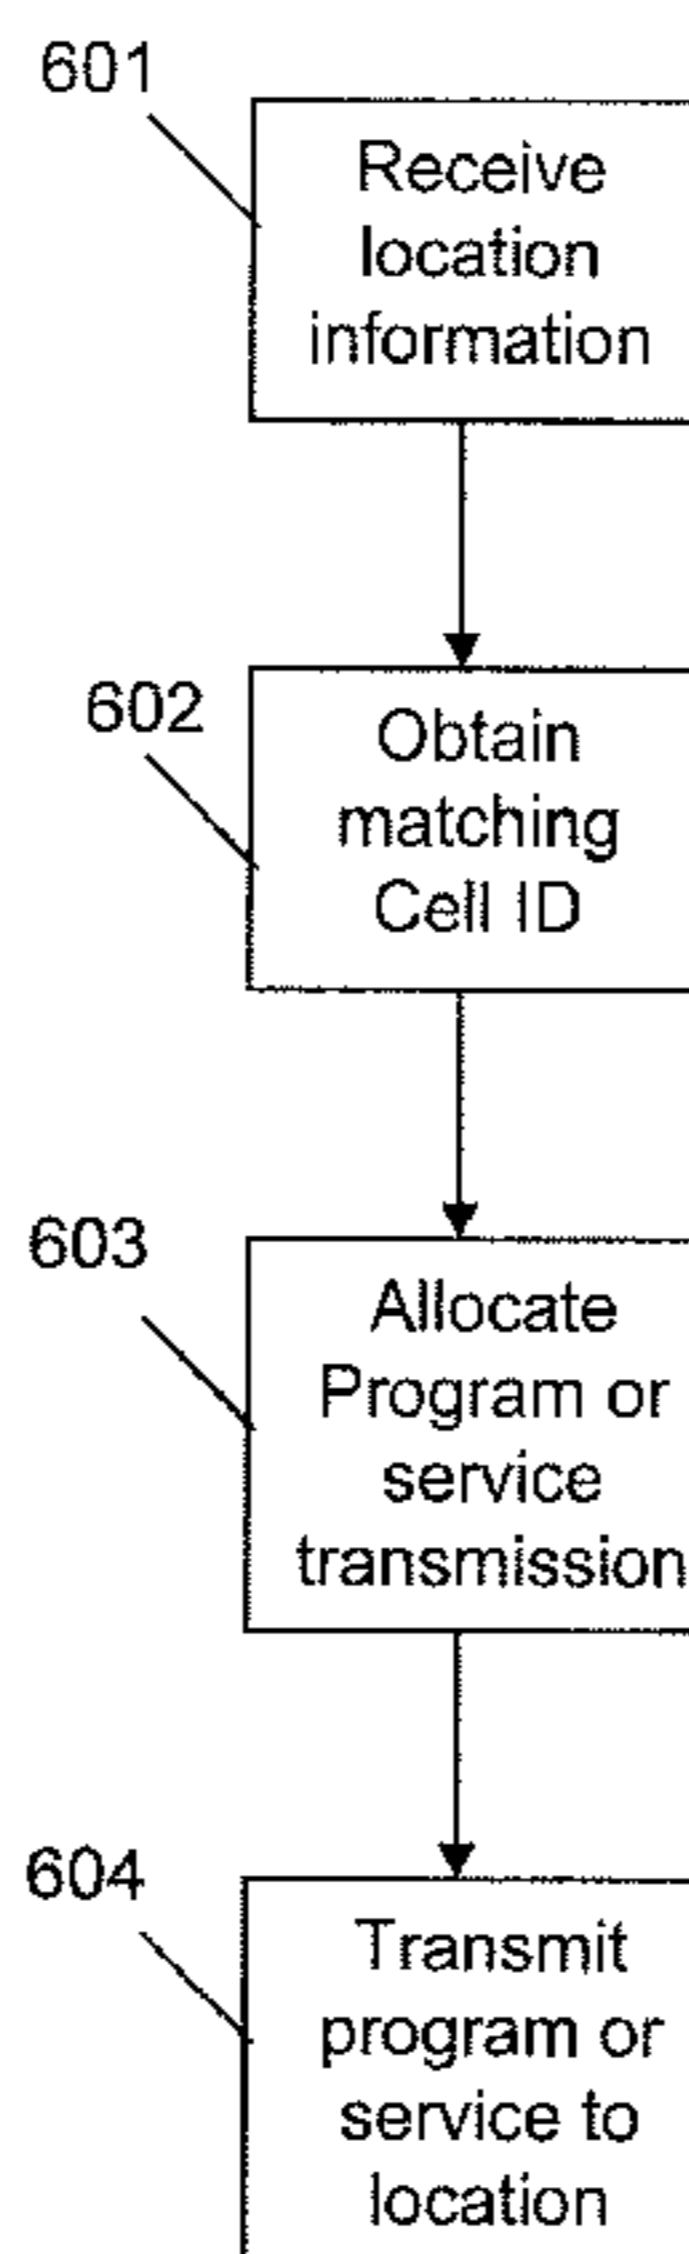 601
Receive
location
information
602
Obtain
matching
Cell ID
603
Allocate
Program or
service
transmission
604
Transmit
program or
service to
location